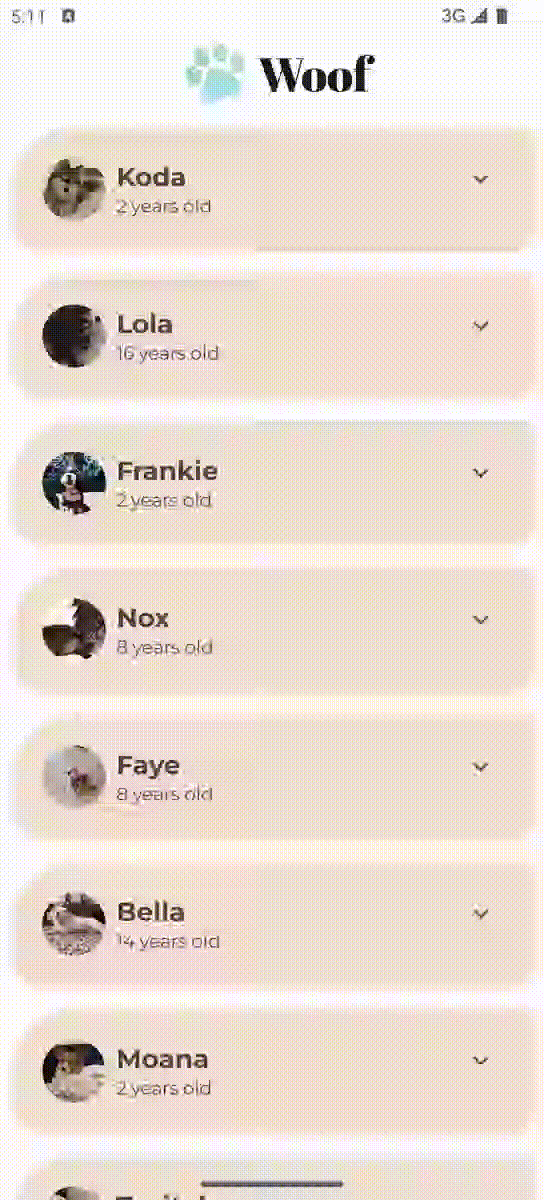 5:11
3G
Woof
Koda
2 years old
Lola
16 years old
Frankie
2 years old
Nox
8 years old
Faye
8 years old
Bella
14 years old
Moana
2 years old